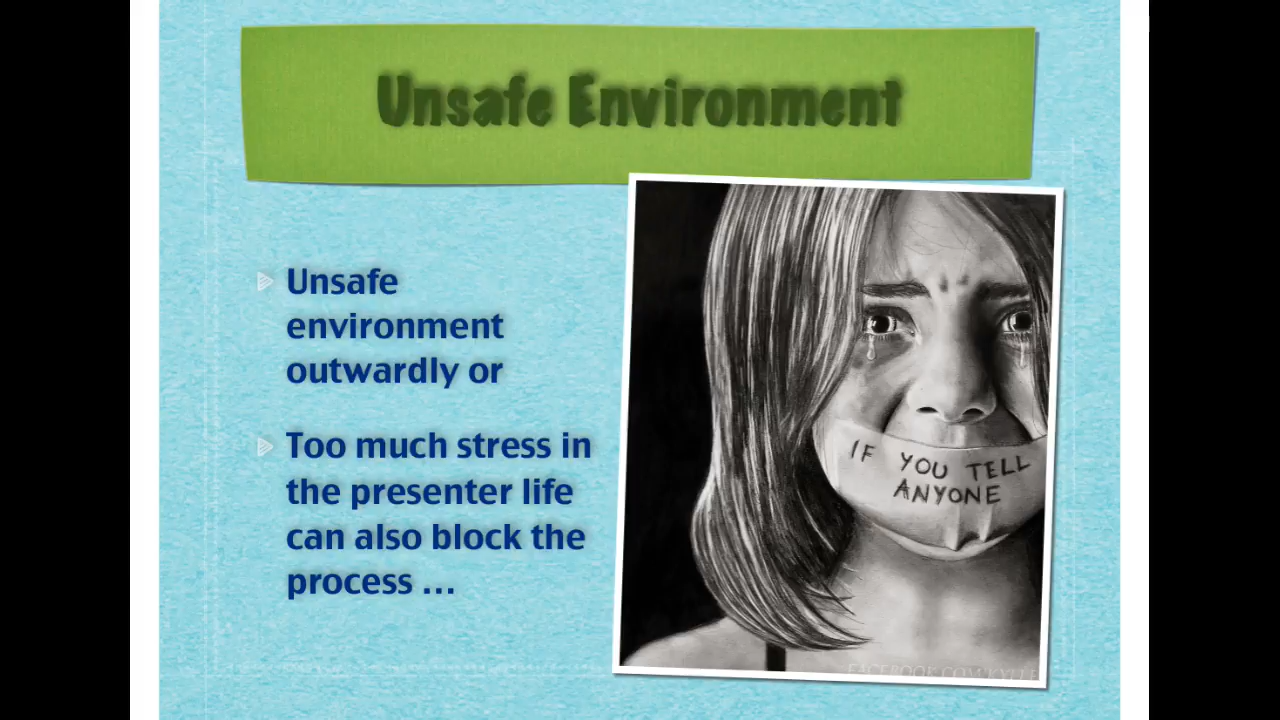 Unsafe Environment
Unsafe
environment
outwardly or
Too much stress in
the presenter life
can also block the
process ...
IF YOU TELL
ANYONE